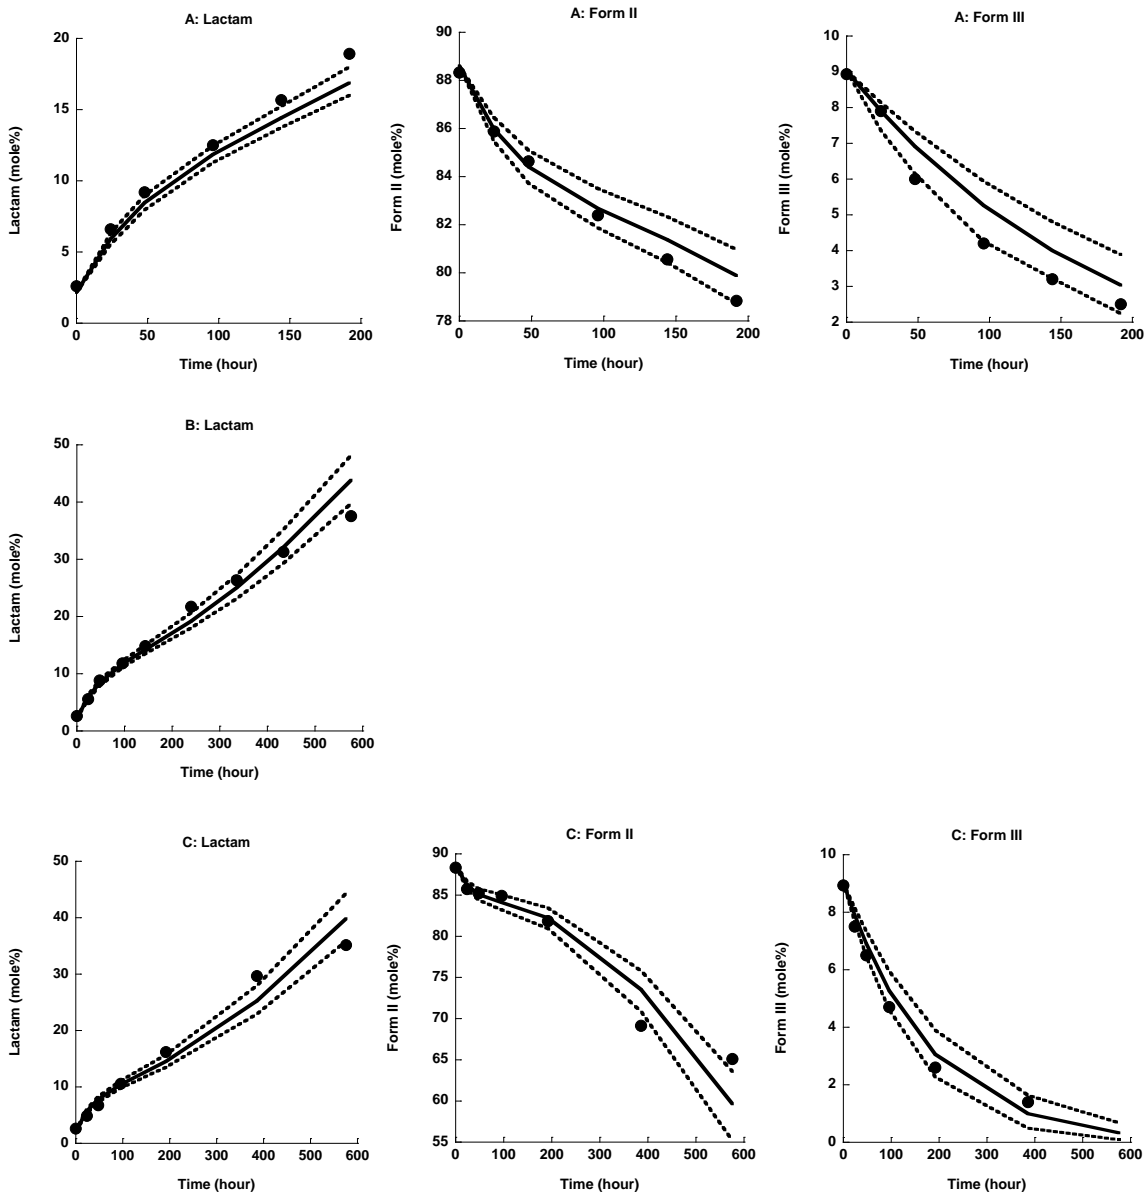 A: Lactam
20
15
10
5
0
0 50 100 150 200
Lactam (mole%)
Time (hour)
A: Form II
90
88
86
84
82
80
78
0 50 100 150 200
Form II (mole%)
Time (hour)
A: Form III
10
9
8
7
6
5
4
3
2
0 50 100 150 200
Form III (mole%)
Time (hour)
B: Lactam
50
40
30
20
10
0
0 100 200 300 400 500 600
Lactam (mole%)
Time (hour)
C: Lactam
50
40
30
20
10
0
0 100 200 300 400 500 600
Lactam (mole%)
Time (hour)
C: Form II
90
85
80
75
70
65
60
55
0 100 200 300 400 500 600
Form II (mole%)
Time (hour)
C: Form III
10
8
6
4
2
0
0 100 200 300 400 500 600
Form III (mole%)
Time (hour)